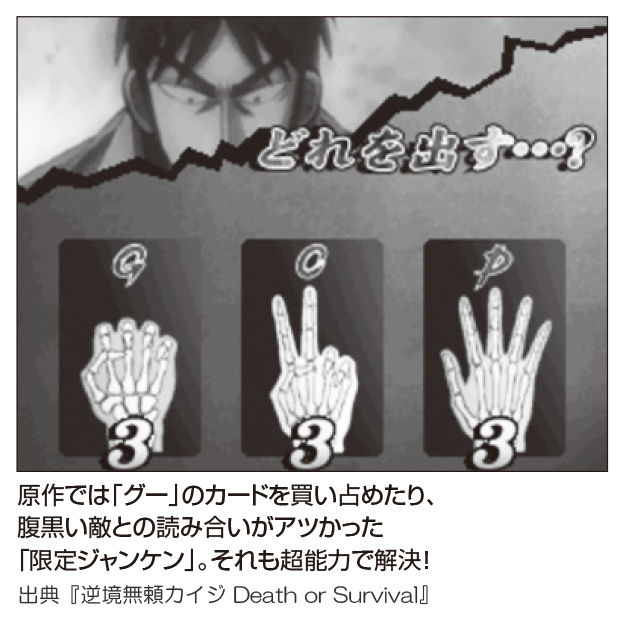 どれを出す…?
G
C
P
3
3
3
原作では「グー」のカードを買い占めたり、
腹黒い敵との読み合いがアツかった
「限定ジャンケン」。それも超能力で解決!
出典『逆境無頼カイジ Death or Survival』